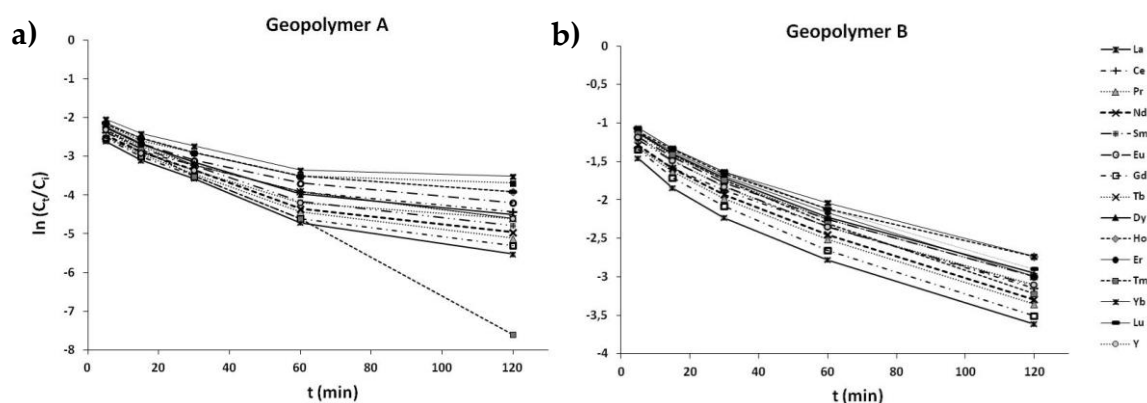 a)
Geopolymer A
0
-1
-2
-3
-4
-5
-6
-7
-8
ln (Ct/Ci)
0 20 40 60 80 100 120
t (min)
b)
Geopolymer B
0
-0,5
-1
-1,5
-2
-2,5
-3
-3,5
-4
0 20 40 60 80 100 120
t (min)
La
Ce
Pr
Nd
Sm
Eu
Gd
Tb
Dy
Ho
Er
Tm
Yb
Lu
Y